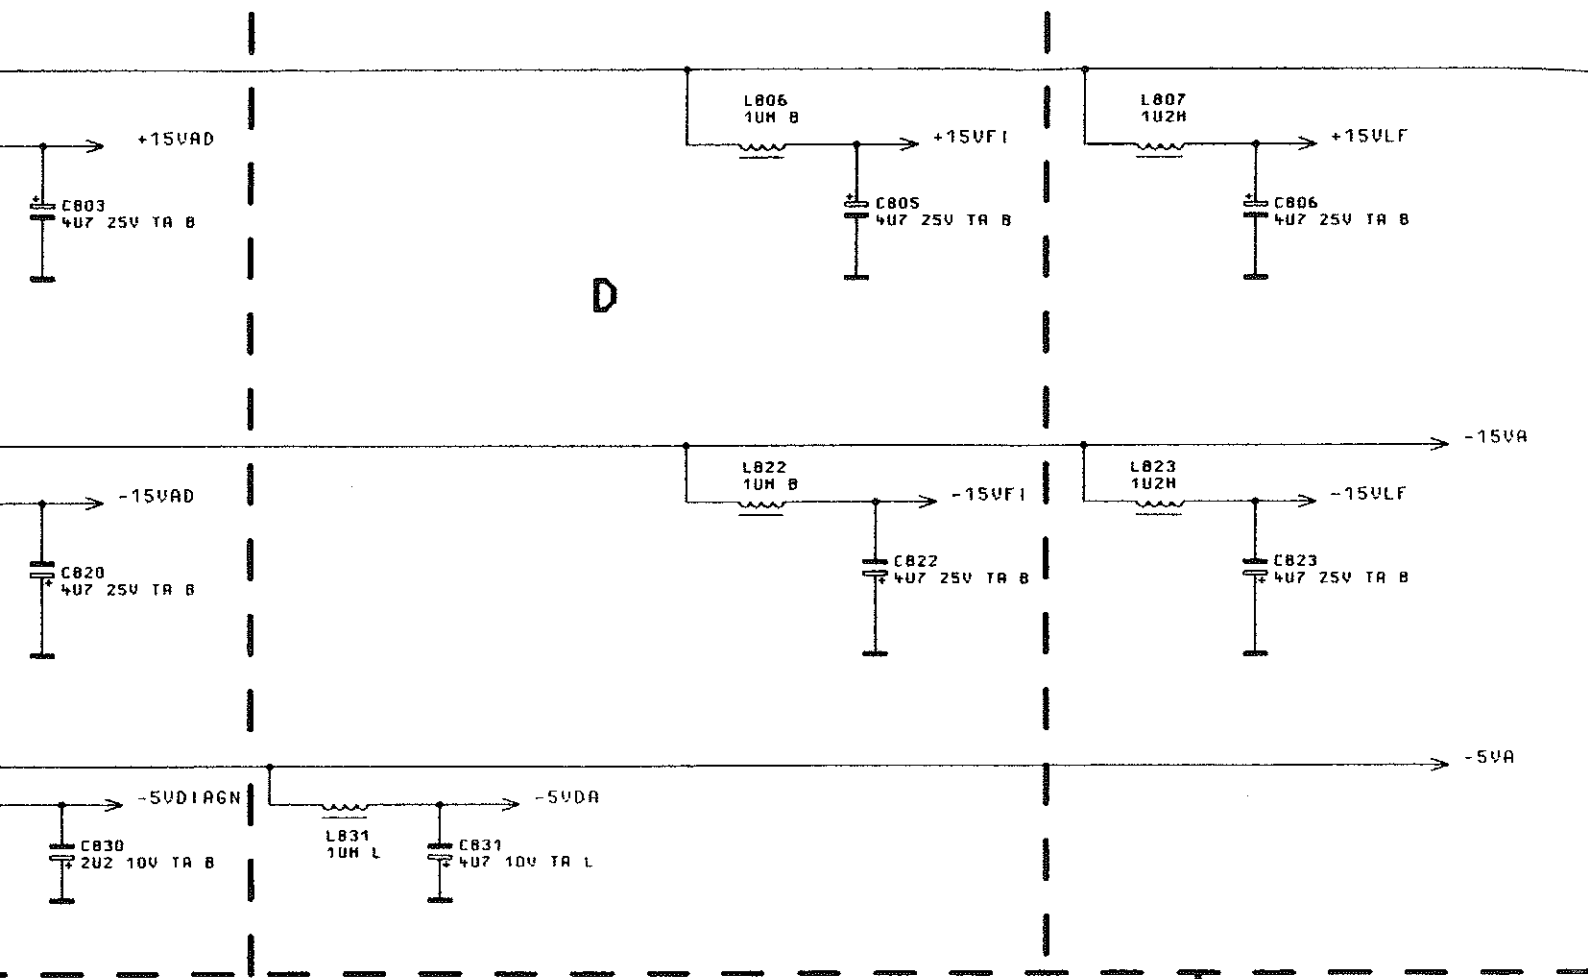 L806
1UH B
L807
1U2H
+15VAD
+15VFI
+15VLF
C803
4U7 25V TA B
C805
4U7 25V TA B
C806
4U7 25V TA B
D
-15VA
L822
1UH B
L823
1U2H
-15VAD
-15VFI
-15VLF
C820
4U7 25V TA B
C822
4U7 25V TA B
C823
4U7 25V TA B
-5VA
-5VDIAGN
-5VDA
L831
1UH L
C830
2U2 10V TA B
C831
4U7 10V TA L